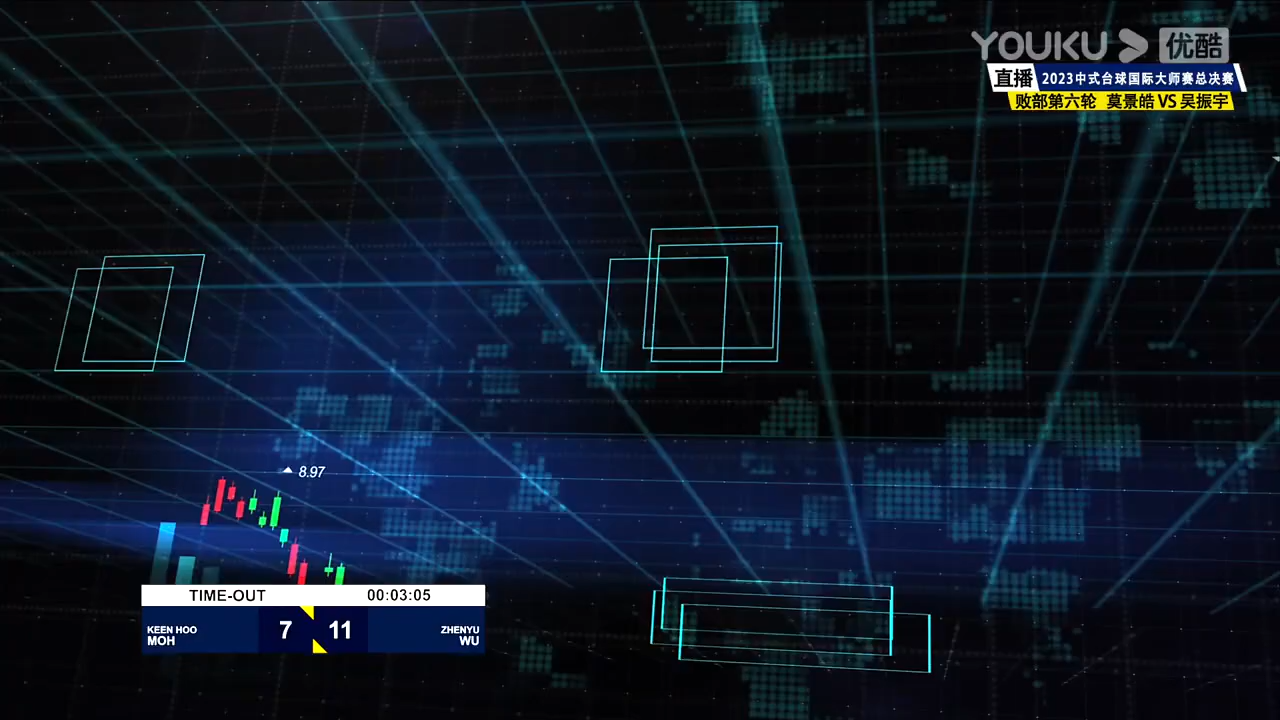 YOUKU 优酷
直播 2023中式台球国际大师赛总决赛
败部第六轮 莫景皓 VS 吴振宇
8.97
TIME-OUT 00:03:05
KEEN HOO MOH 7 11 ZHENYU WU